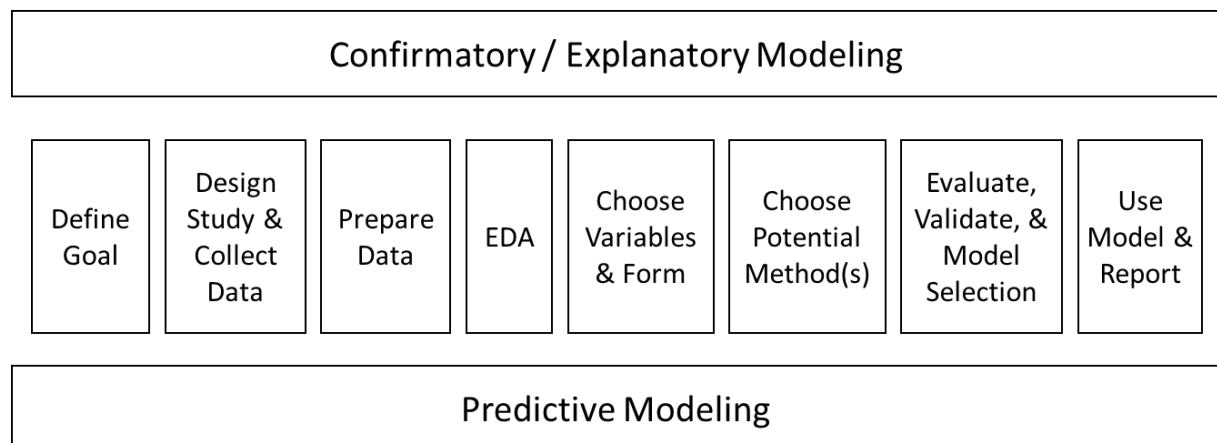 Confirmatory / Explanatory Modeling
Define
Goal
Design
Study &
Collect
Data
Prepare
Data
EDA
Choose
Variables
& Form
Choose
Potential
Method(s)
Evaluate,
Validate, &
Model
Selection
Use
Model &
Report
Predictive Modeling